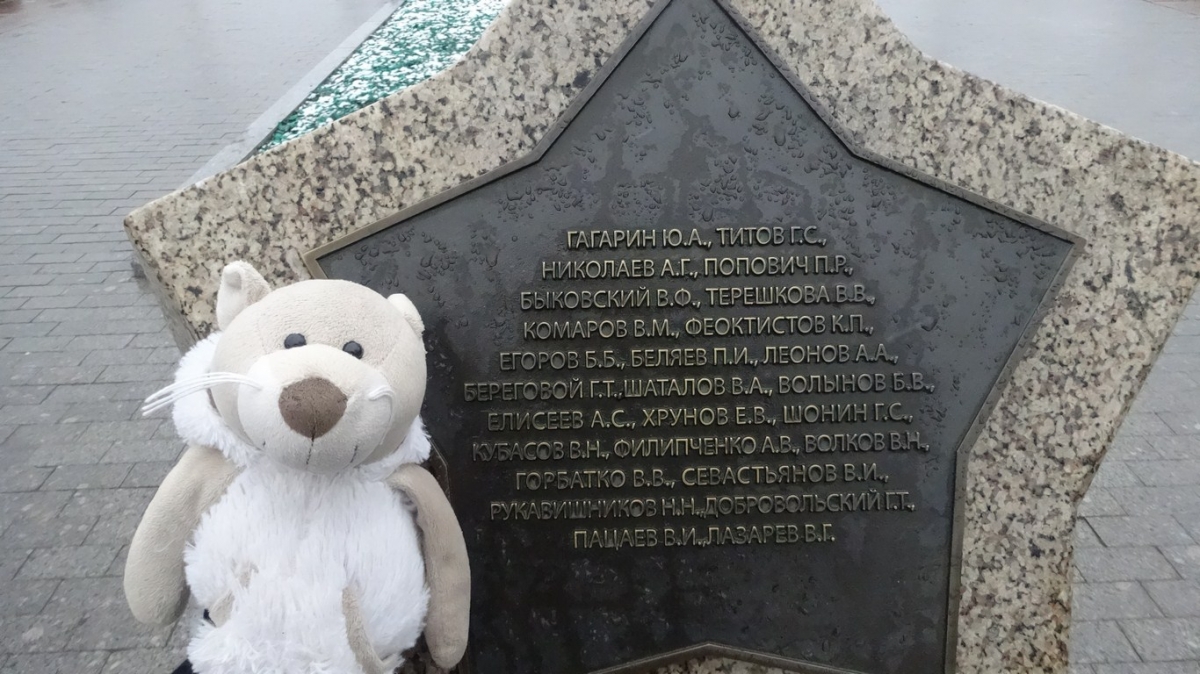 ГАГАРИН Ю.А., ТИТОВ Г.С.,
НИКОЛАЕВ А.Г., ПОПОВИЧ П.Р.,
БЫКОВСКИЙ В.Ф., ТЕРЕШКОВА В.В.,
КОМАРОВ В.М., ФЕОКТИСТОВ К.П.,
ЕГОРОВ Б.Б., БЕЛЯЕВ П.И., ЛЕОНОВ А.А.,
БЕРЕГОВОЙ Г.Т.,ШАТАЛОВ В.А., ВОЛЫНОВ Б.В.,
ЕЛИСЕЕВ А.С., ХРУНОВ Е.В., ШОНИН Г.С.,
КУБАСОВ В.Н., ФИЛИПЧЕНКО А.В., ВОЛКОВ В.Н.,
ГОРБАТКО В.В., СЕВАСТЬЯНОВ В.И.,
РУКАВИШНИКОВ Н.Н.,ДОБРОВОЛЬСКИЙ Г.Т.,
ПАЦАЕВ В.И.,ЛАЗАРЕВ В.Г.